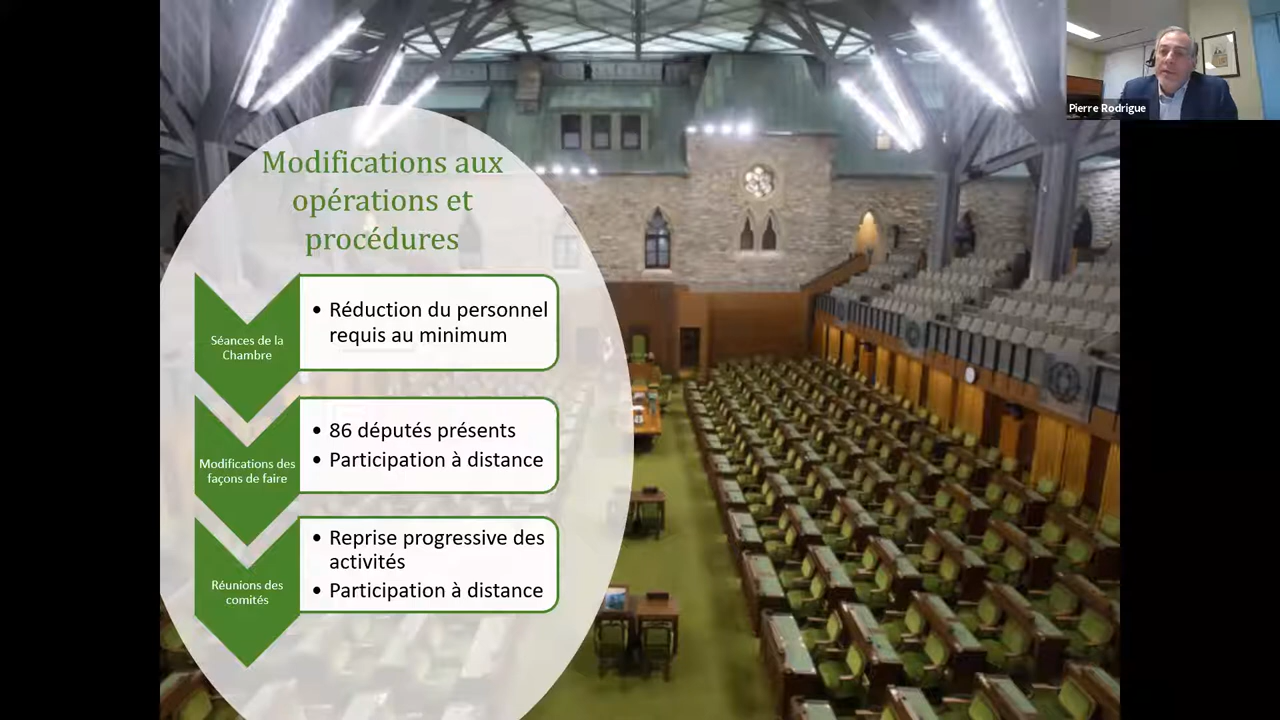 Pierre Rodrigue
Modifications aux
opérations et
procédures
Séances de la
Chambre
• Réduction du personnel
requis au minimum
Modifications des
façons de faire
• 86 députés présents
• Participation à distance
Réunions des
comités
• Reprise progressive des
activités
• Participation à distance